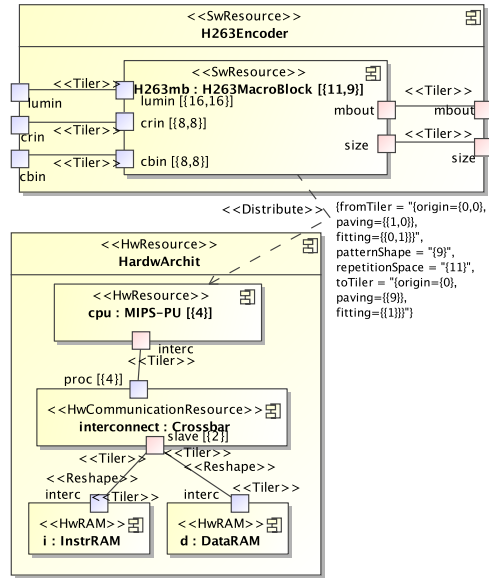 <<SwResource>>
H263Encoder
<<SwResource>>
H263mb : H263MacroBlock [{11,9}]
<<Tiler>>
lumin
lumin [{16,16}]
<<Tiler>>
mbout
mbout
<<Tiler>>
crin
crin [{8,8}]
<<Tiler>>
size
size
<<Tiler>>
cbin
cbin [{8,8}]
<<Distribute>>
{fromTiler = "{origin={0,0},
paving={{1,0}},
fitting={{0,1}}}",
patternShape = "{9}",
repetitionSpace = "{11}",
toTiler = "{origin={0},
paving={{9}},
fitting={{1}}}"}
<<HwResource>>
HardwArchit
<<HwResource>>
cpu : MIPS-PU [{4}]
interc
<<Tiler>>
proc [{4}]
<<HwCommunicationResource>>
interconnect : Crossbar
slave [{2}]
<<Tiler>>
<<Tiler>>
<<Reshape>>
<<Reshape>>
interc
<<Tiler>>
interc
<<Tiler>>
<<HwRAM>>
i : InstrRAM
<<HwRAM>>
d : DataRAM